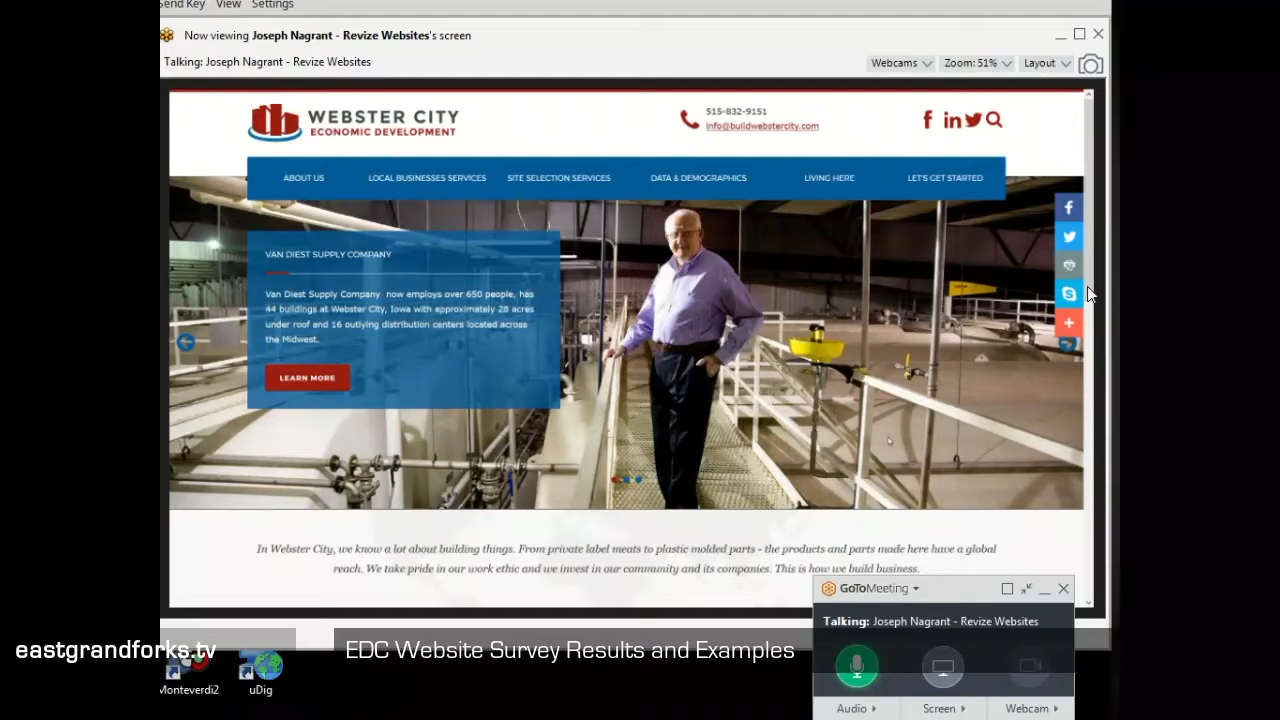 Send Key View Settings
Now viewing Joseph Nagrant - Revize Websites's screen
Talking: Joseph Nagrant - Revize Websites
Webcams Zoom: 51% Layout
WEBSTER CITY
ECONOMIC DEVELOPMENT
515-832-9151
info@buildwebstercity.com
ABOUT US LOCAL BUSINESSES SERVICES SITE SELECTION SERVICES DATA & DEMOGRAPHICS LIVING HERE LET'S GET STARTED
VAN DIEST SUPPLY COMPANY
Van Diest Supply Company now employs over 650 people, has
44 buildings at Webster City, Iowa with approximately 28 acres
under roof and 16 outlying distribution centers located across
the Midwest.
LEARN MORE
In Webster City, we know a lot about building things. From private label meats to plastic molded parts - the products and parts made here have a global
reach. We take pride in our work ethic and we invest in our community and its companies. This is how we build business.
GoToMeeting
Talking: Joseph Nagrant - Revize Websites
Audio Screen Webcam
eastgrandforks.tv
EDC Website Survey Results and Examples
Monteverdi2 uDig